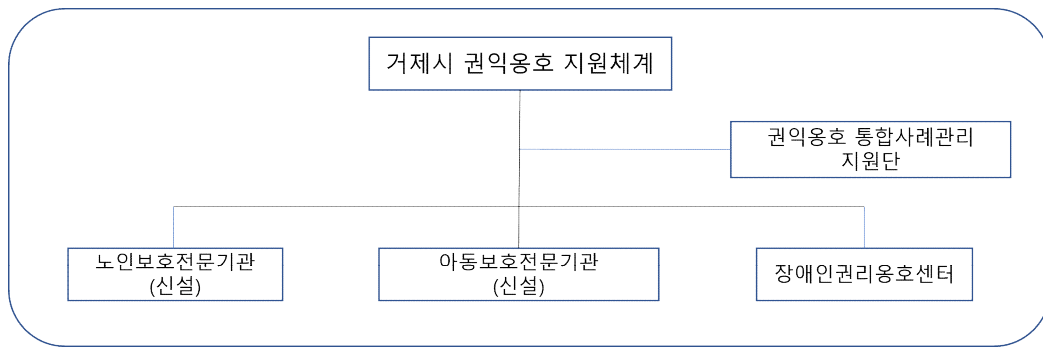 거제시 권익옹호 지원체계
권익옹호 통합사례관리
지원단
노인보호전문기관
(신설)
아동보호전문기관
(신설)
장애인권리옹호센터